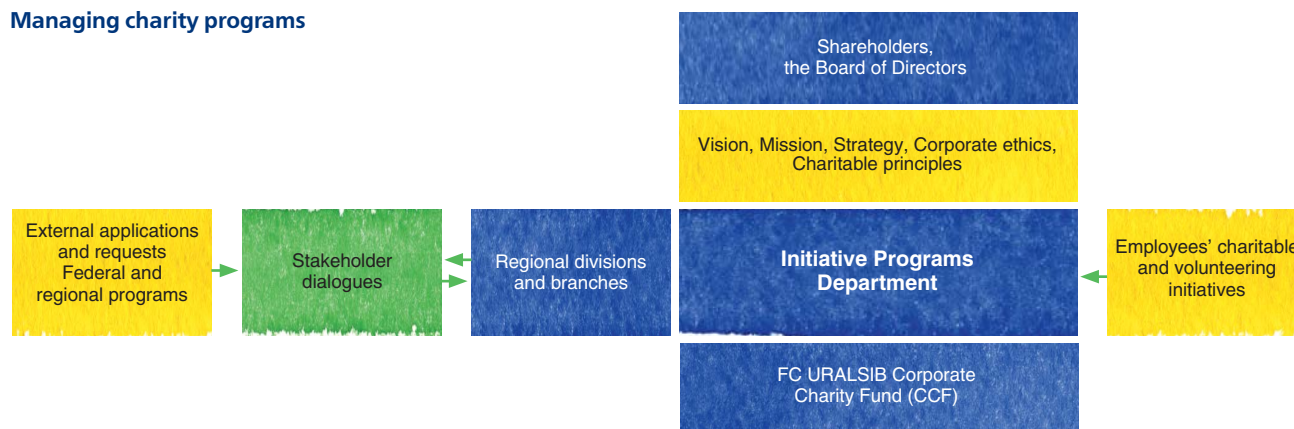 Managing charity programs
Shareholders,
the Board of Directors
Vision, Mission, Strategy, Corporate ethics,
Charitable principles
External applications
and requests
Federal and
regional programs
Stakeholder
dialogues
Regional divisions
and branches
Initiative Programs
Department
Employees’ charitable
and volunteering
initiatives
FC URALSIB Corporate
Charity Fund (CCF)